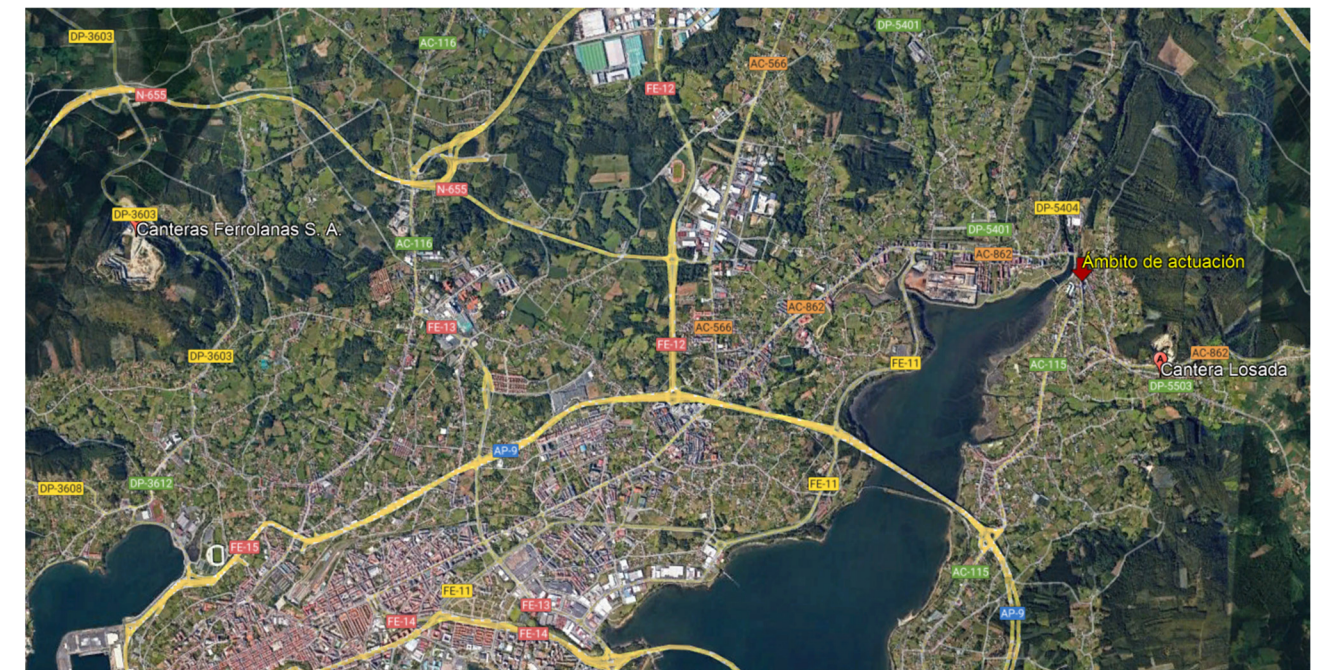 DP-3603
AC-116
DP-5401
AC-566
FE-12
N-655
N-655
DP-3603
Canteras Ferrolanas S. A.
DP-5404
DP-5401
AC-116
AC-862
Ámbito de actuación
AC-862
FE-13
AC-566
FE-12
DP-3603
FE-11
AC-115
A
AC-862
Cantera Losada
DP-5503
AP-9
DP-3608
DP-3612
FE-11
FE-15
AC-115
FE-11
FE-13
FE-14
FE-14
AP-9